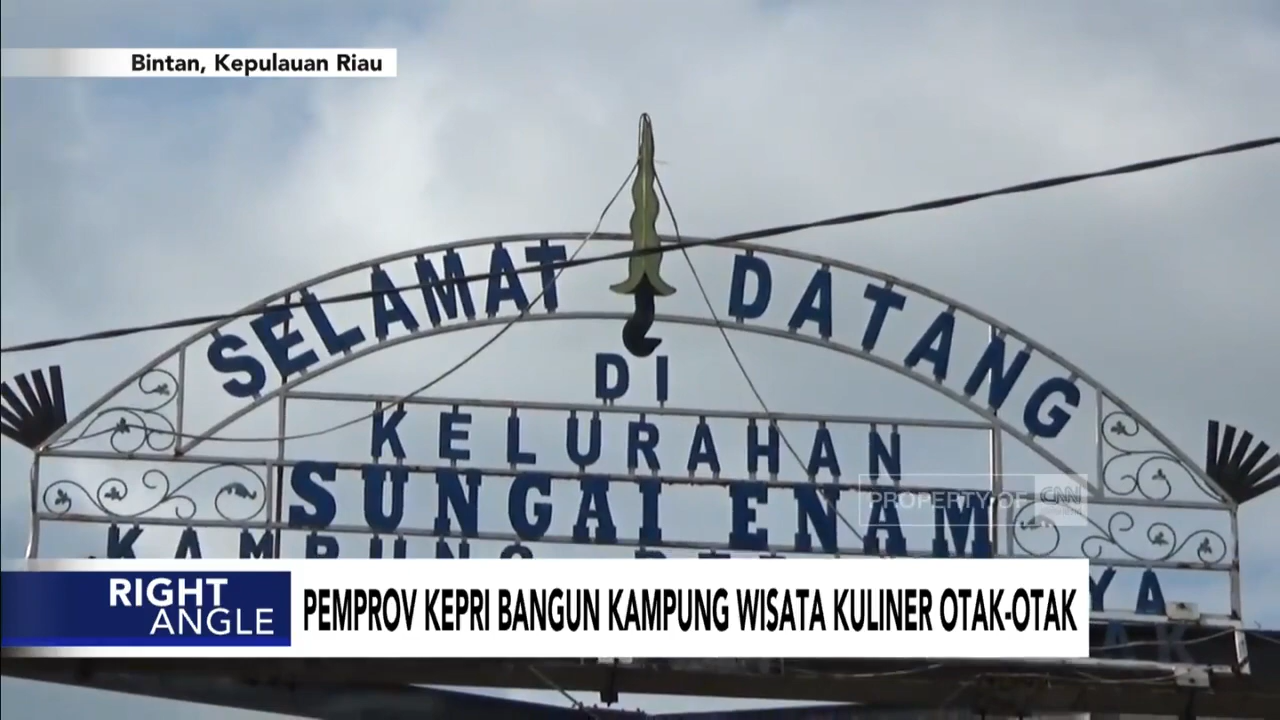 Bintan, Kepulauan Riau
SELAMAT DATANG
DI
KELURAHAN
SUNGAI ENAM
PROPERTY OF CNN
KAMPUNG
RIGHT
ANGLE
PEMPROV KEPRI BANGUN KAMPUNG WISATA KULINER OTAK-OTAK